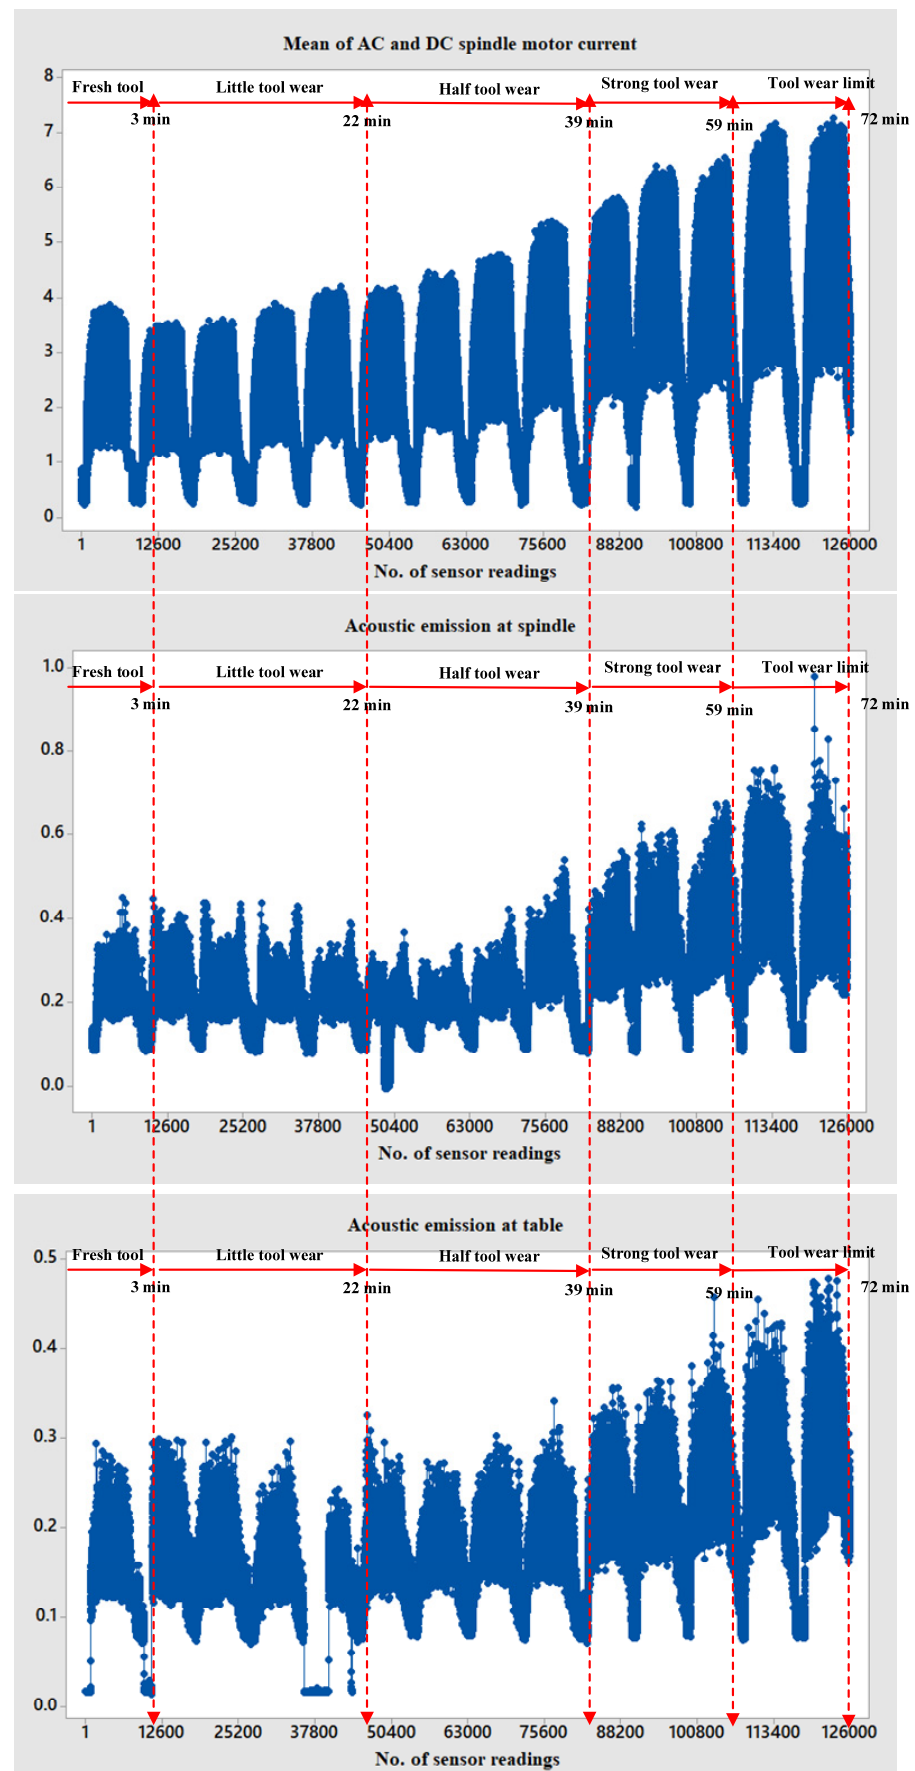 Mean of AC and DC spindle motor current
8
Fresh tool Little tool wear Half tool wear Strong tool wear Tool wear limit
3 min 22 min 39 min 59 min 72 min
7
6
5
4
3
2
1
0
1 12600 25200 37800 50400 63000 75600 88200 100800 113400 126000
No. of sensor readings
Acoustic emission at spindle
1.0
Fresh tool Little tool wear Half tool wear Strong tool wear Tool wear limit
3 min 22 min 39 min 59 min 72 min
0.8
0.6
0.4
0.2
0.0
1 12600 25200 37800 50400 63000 75600 88200 100800 113400 126000
No. of sensor readings
Acoustic emission at table
0.5
Fresh tool Little tool wear Half tool wear Strong tool wear Tool wear limit
3 min 22 min 39 min 59 min 72 min
0.4
0.3
0.2
0.1
0.0
1 12600 25200 37800 50400 63000 75600 88200 100800 113400 126000
No. of sensor readings